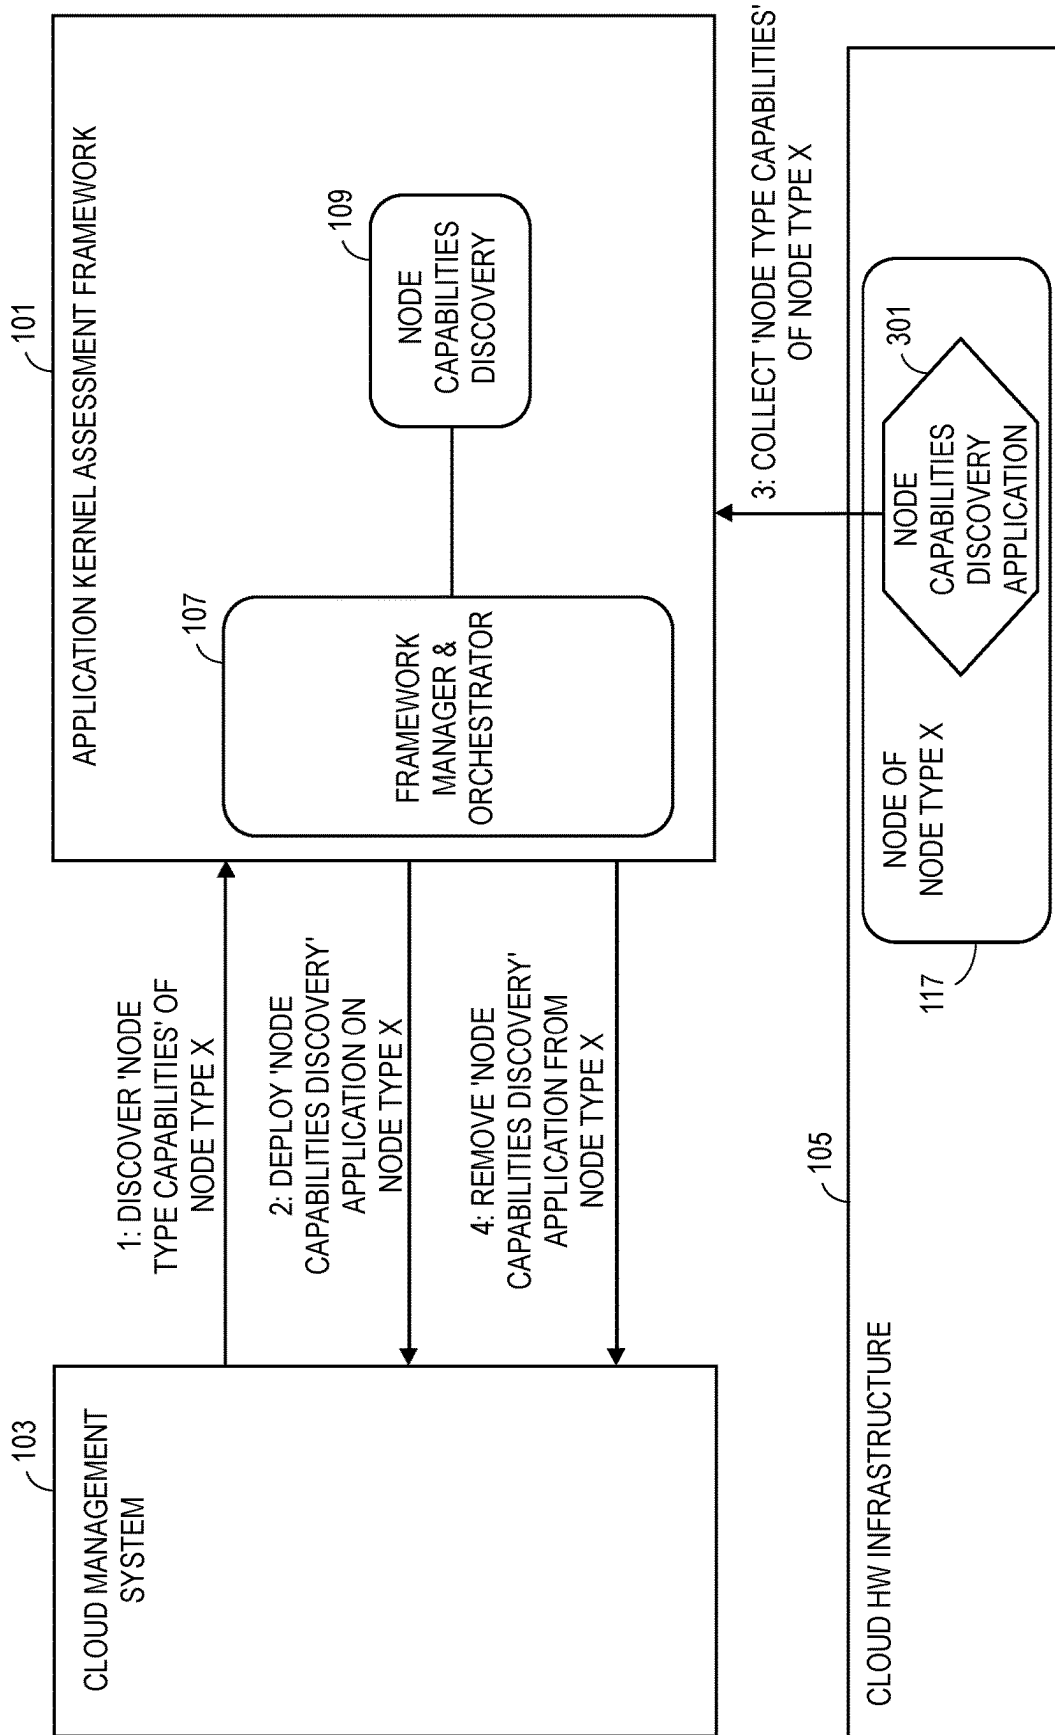 103
CLOUD MANAGEMENT
SYSTEM
1: DISCOVER 'NODE
TYPE CAPABILITIES' OF
NODE TYPE X
2: DEPLOY 'NODE
CAPABILITIES DISCOVERY'
APPLICATION ON
NODE TYPE X
4: REMOVE 'NODE
CAPABILITIES DISCOVERY'
APPLICATION FROM
NODE TYPE X
101
APPLICATION KERNEL ASSESSMENT FRAMEWORK
107
FRAMEWORK
MANAGER &
ORCHESTRATOR
109
NODE
CAPABILITIES
DISCOVERY
3: COLLECT 'NODE TYPE CAPABILITIES'
OF NODE TYPE X
105
CLOUD HW INFRASTRUCTURE
117
NODE OF
NODE TYPE X
301
NODE
CAPABILITIES
DISCOVERY
APPLICATION